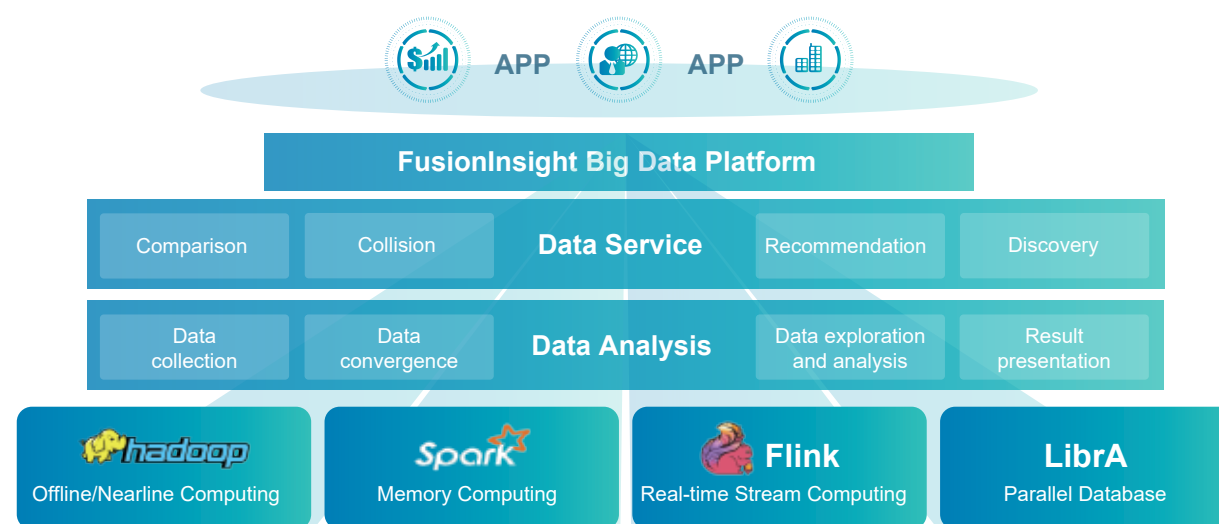 APP
APP
FusionInsight Big Data Platform
Comparison
Collision
Data Service
Recommendation
Discovery
Data
collection
Data
convergence
Data Analysis
Data exploration
and analysis
Result
presentation
hadoop
Offline/Nearline Computing
Spark
Memory Computing
Flink
Real-time Stream Computing
LibrA
Parallel Database